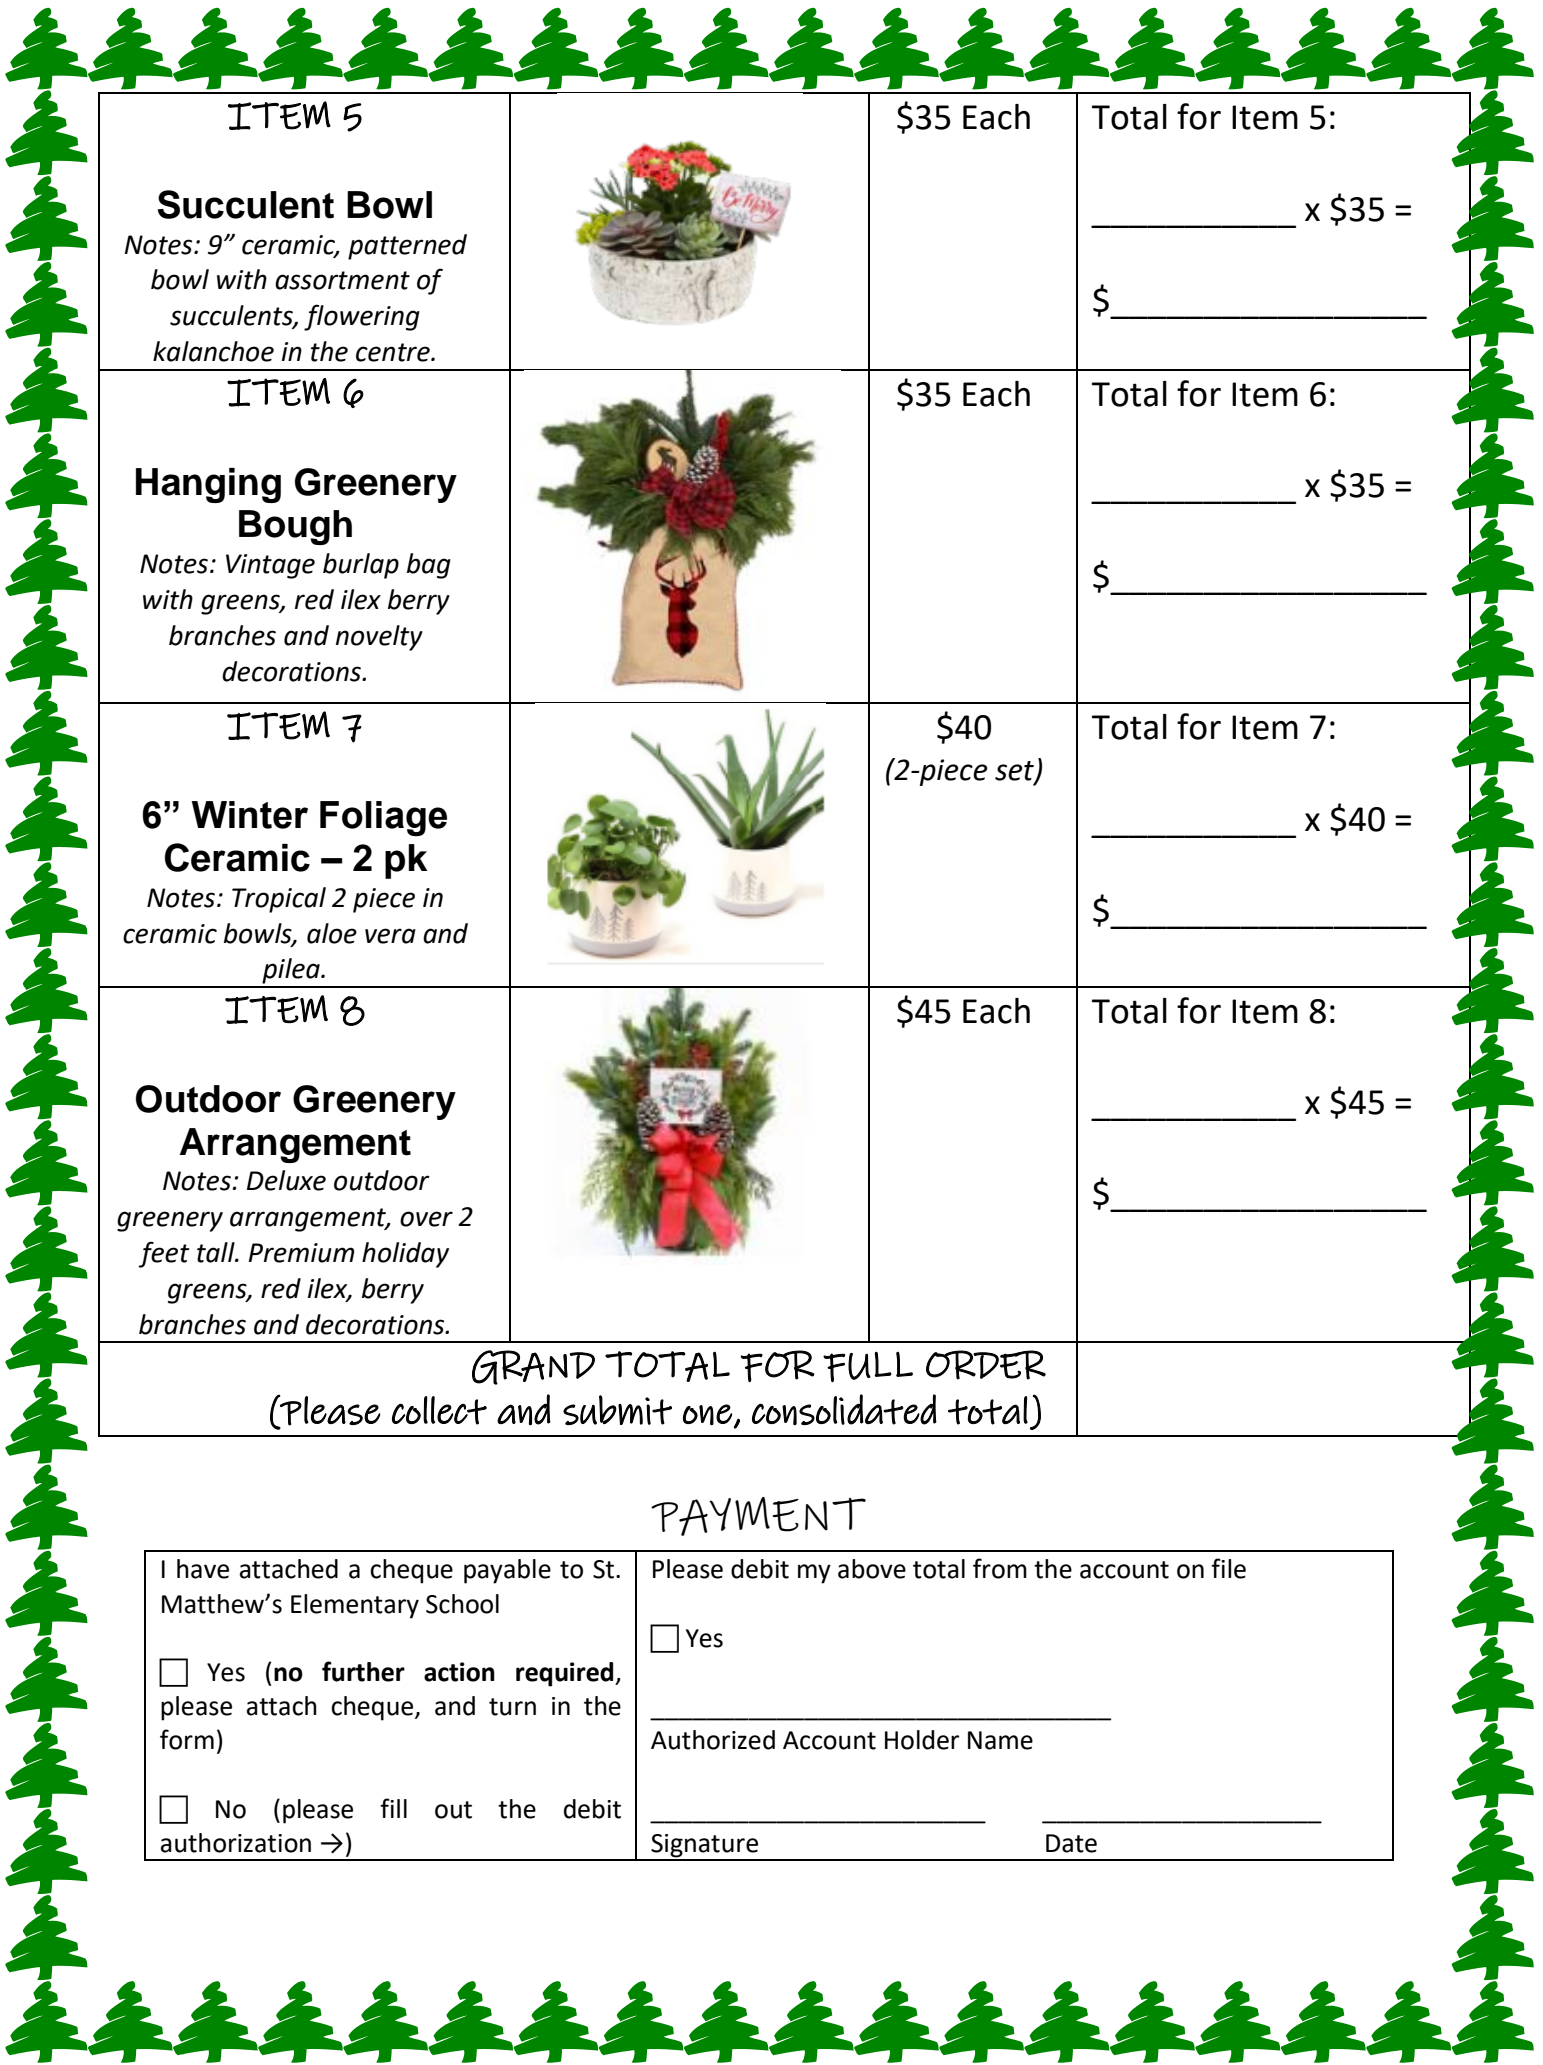 ITEM 5
Succulent Bowl
Notes: 9” ceramic, patterned
bowl with assortment of
succulents, flowering
kalanchoe in the centre.
Be Merry
$35 Each
Total for Item 5:
___________ x $35 =
$_________________
ITEM 6
Hanging Greenery
Bough
Notes: Vintage burlap bag
with greens, red ilex berry
branches and novelty
decorations.
$35 Each
Total for Item 6:
___________ x $35 =
$_________________
ITEM 7
6” Winter Foliage
Ceramic – 2 pk
Notes: Tropical 2 piece in
ceramic bowls, aloe vera and
pilea.
$40
(2-piece set)
Total for Item 7:
___________ x $40 =
$_________________
ITEM 8
Outdoor Greenery
Arrangement
Notes: Deluxe outdoor
greenery arrangement, over 2
feet tall. Premium holiday
greens, red ilex, berry
branches and decorations.
$45 Each
Total for Item 8:
___________ x $45 =
$_________________
GRAND TOTAL FOR FULL ORDER
(Please collect and submit one, consolidated total)
PAYMENT
I have attached a cheque payable to St.
Matthew’s Elementary School
☐ Yes (no further action required,
please attach cheque, and turn in the
form)
☐ No (please fill out the debit
authorization →)
Please debit my above total from the account on file
☐ Yes
_________________________________
Authorized Account Holder Name
________________________ ____________________
Signature Date